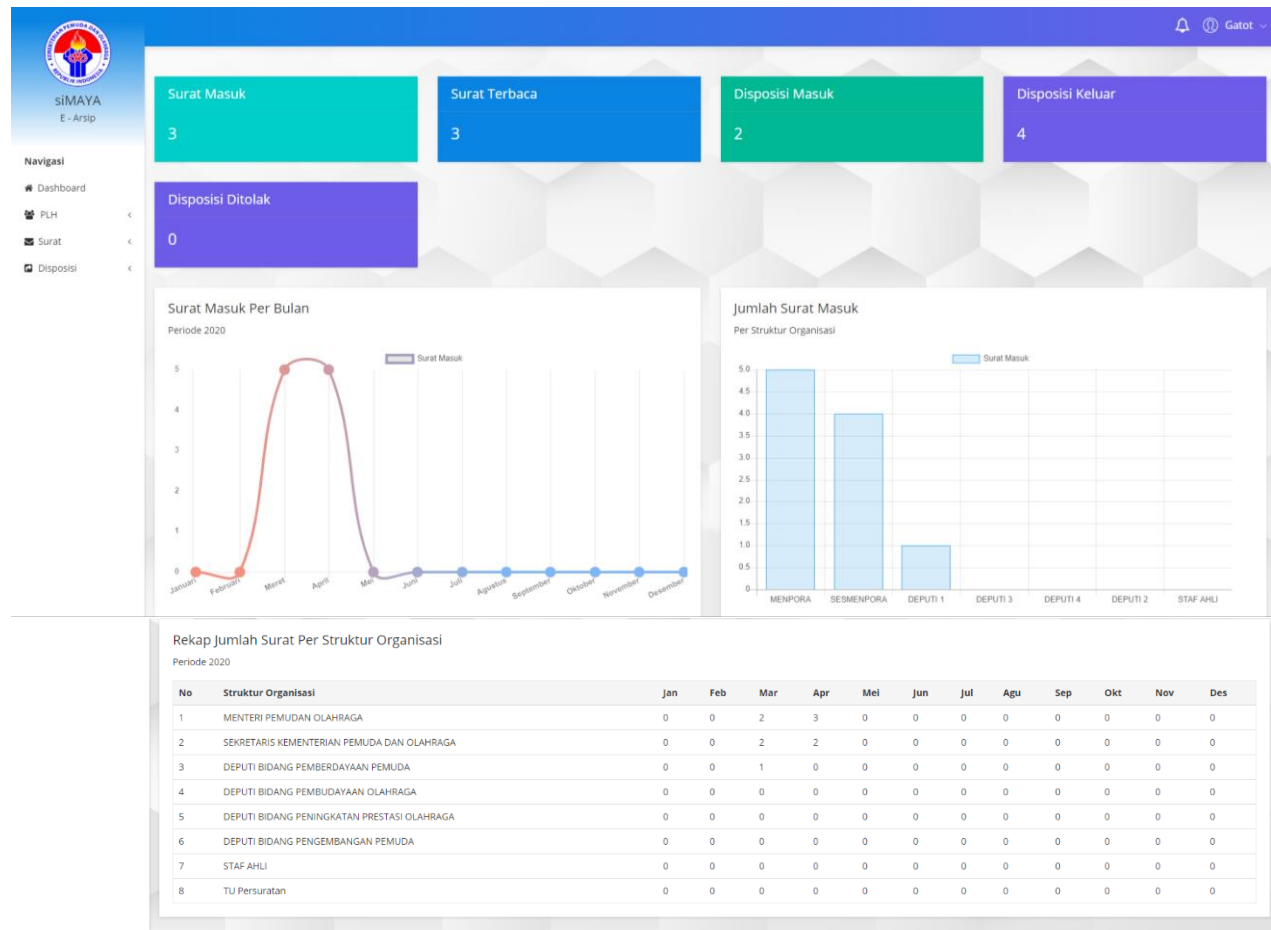 KEMENTERIAN PEMUDA DAN OLAHRAGA
REPUBLIK INDONESIA
siMAYA
E - Arsip
Gatot
Navigasi
Dashboard
PLH
Surat
Disposisi
Surat Masuk
3
Surat Terbaca
3
Disposisi Masuk
2
Disposisi Keluar
4
Disposisi Ditolak
0
Surat Masuk Per Bulan
Periode 2020
Surat Masuk
5
4
3
2
1
0
Januari Februari Meret April Mei Juni Juli Agustus September Oktober November Desember
Jumlah Surat Masuk
Per Struktur Organisasi
Surat Masuk
5.0
4.5
4.0
3.5
3.0
2.5
2.0
1.5
1.0
0.5
0
MENPORA SESMENPORA DEPUTI 1 DEPUTI 3 DEPUTI 4 DEPUTI 2 STAF AHLI
Rekap Jumlah Surat Per Struktur Organisasi
Periode 2020
No Struktur Organisasi Jan Feb Mar Apr Mei Jun Jul Agu Sep Okt Nov Des
1 MENTERI PEMUDAN OLAHRAGA 0 0 2 3 0 0 0 0 0 0 0 0
2 SEKRETARIS KEMENTERIAN PEMUDA DAN OLAHRAGA 0 0 2 2 0 0 0 0 0 0 0 0
3 DEPUTI BIDANG PEMBERDAYAAN PEMUDA 0 0 1 0 0 0 0 0 0 0 0 0
4 DEPUTI BIDANG PEMBUDAYAAN OLAHRAGA 0 0 0 0 0 0 0 0 0 0 0 0
5 DEPUTI BIDANG PENINGKATAN PRESTASI OLAHRAGA 0 0 0 0 0 0 0 0 0 0 0 0
6 DEPUTI BIDANG PENGEMBANGAN PEMUDA 0 0 0 0 0 0 0 0 0 0 0 0
7 STAF AHLI 0 0 0 0 0 0 0 0 0 0 0 0
8 TU Persuratan 0 0 0 0 0 0 0 0 0 0 0 0